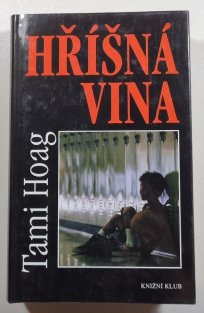 HŘÍŠNÁ
VINA
Tami Hoag
KNIŽNÍ KLUB